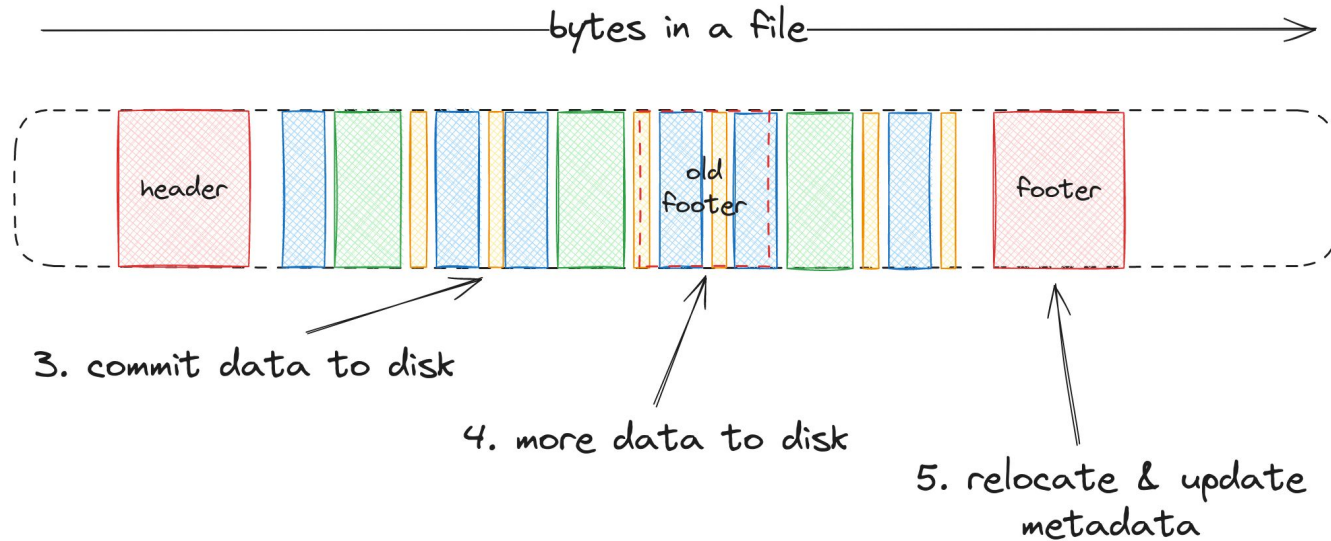 bytes in a file
header
old
footer
footer
3. commit data to disk
4. more data to disk
5. relocate & update
metadata